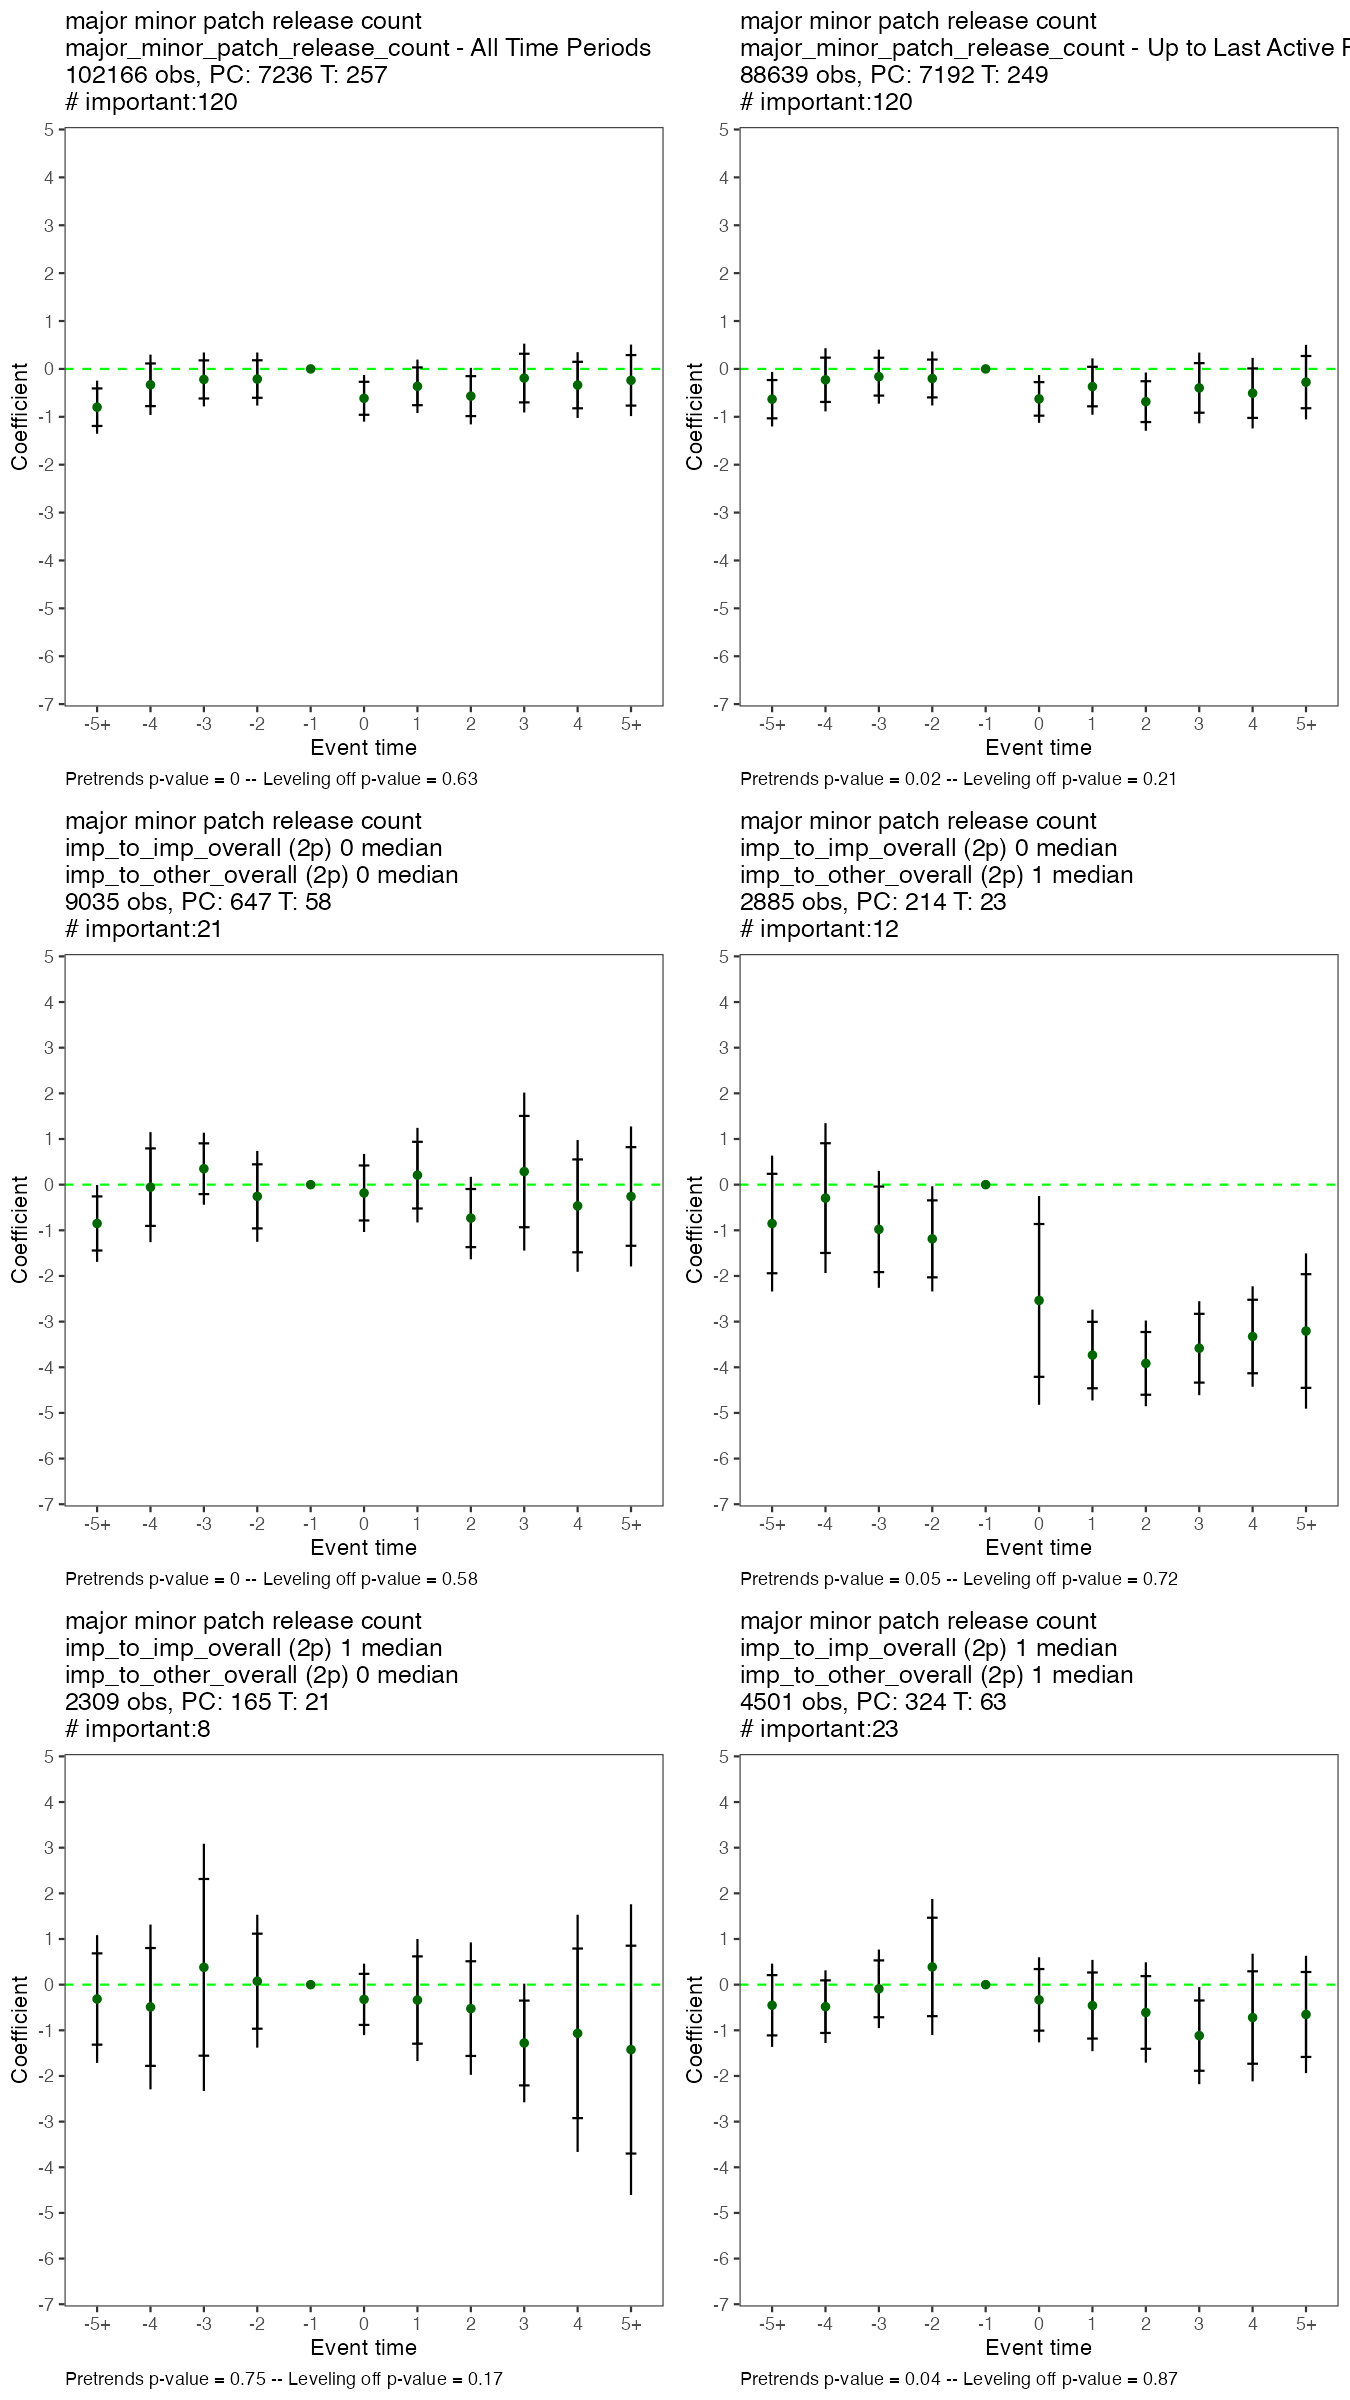 major minor patch release count
major_minor_patch_release_count - All Time Periods
102166 obs, PC: 7236 T: 257
# important:120
5
4
3
2
1
0
-1
-2
-3
-4
-5
-6
-7
Coefficient
-5+ -4 -3 -2 -1 0 1 2 3 4 5+
Event time
Pretrends p-value = 0 -- Leveling off p-value = 0.63
major minor patch release count
major_minor_patch_release_count - Up to Last Active
88639 obs, PC: 7192 T: 249
# important:120
5
4
3
2
1
0
-1
-2
-3
-4
-5
-6
-7
Coefficient
-5+ -4 -3 -2 -1 0 1 2 3 4 5+
Event time
Pretrends p-value = 0.02 -- Leveling off p-value = 0.21
major minor patch release count
imp_to_imp_overall (2p) 0 median
imp_to_other_overall (2p) 0 median
9035 obs, PC: 647 T: 58
# important:21
5
4
3
2
1
0
-1
-2
-3
-4
-5
-6
-7
Coefficient
-5+ -4 -3 -2 -1 0 1 2 3 4 5+
Event time
Pretrends p-value = 0 -- Leveling off p-value = 0.58
major minor patch release count
imp_to_imp_overall (2p) 0 median
imp_to_other_overall (2p) 1 median
2885 obs, PC: 214 T: 23
# important:12
5
4
3
2
1
0
-1
-2
-3
-4
-5
-6
-7
Coefficient
-5+ -4 -3 -2 -1 0 1 2 3 4 5+
Event time
Pretrends p-value = 0.05 -- Leveling off p-value = 0.72
major minor patch release count
imp_to_imp_overall (2p) 1 median
imp_to_other_overall (2p) 0 median
2309 obs, PC: 165 T: 21
# important:8
5
4
3
2
1
0
-1
-2
-3
-4
-5
-6
-7
Coefficient
-5+ -4 -3 -2 -1 0 1 2 3 4 5+
Event time
Pretrends p-value = 0.75 -- Leveling off p-value = 0.17
major minor patch release count
imp_to_imp_overall (2p) 1 median
imp_to_other_overall (2p) 1 median
4501 obs, PC: 324 T: 63
# important:23
5
4
3
2
1
0
-1
-2
-3
-4
-5
-6
-7
Coefficient
-5+ -4 -3 -2 -1 0 1 2 3 4 5+
Event time
Pretrends p-value = 0.04 -- Leveling off p-value = 0.87